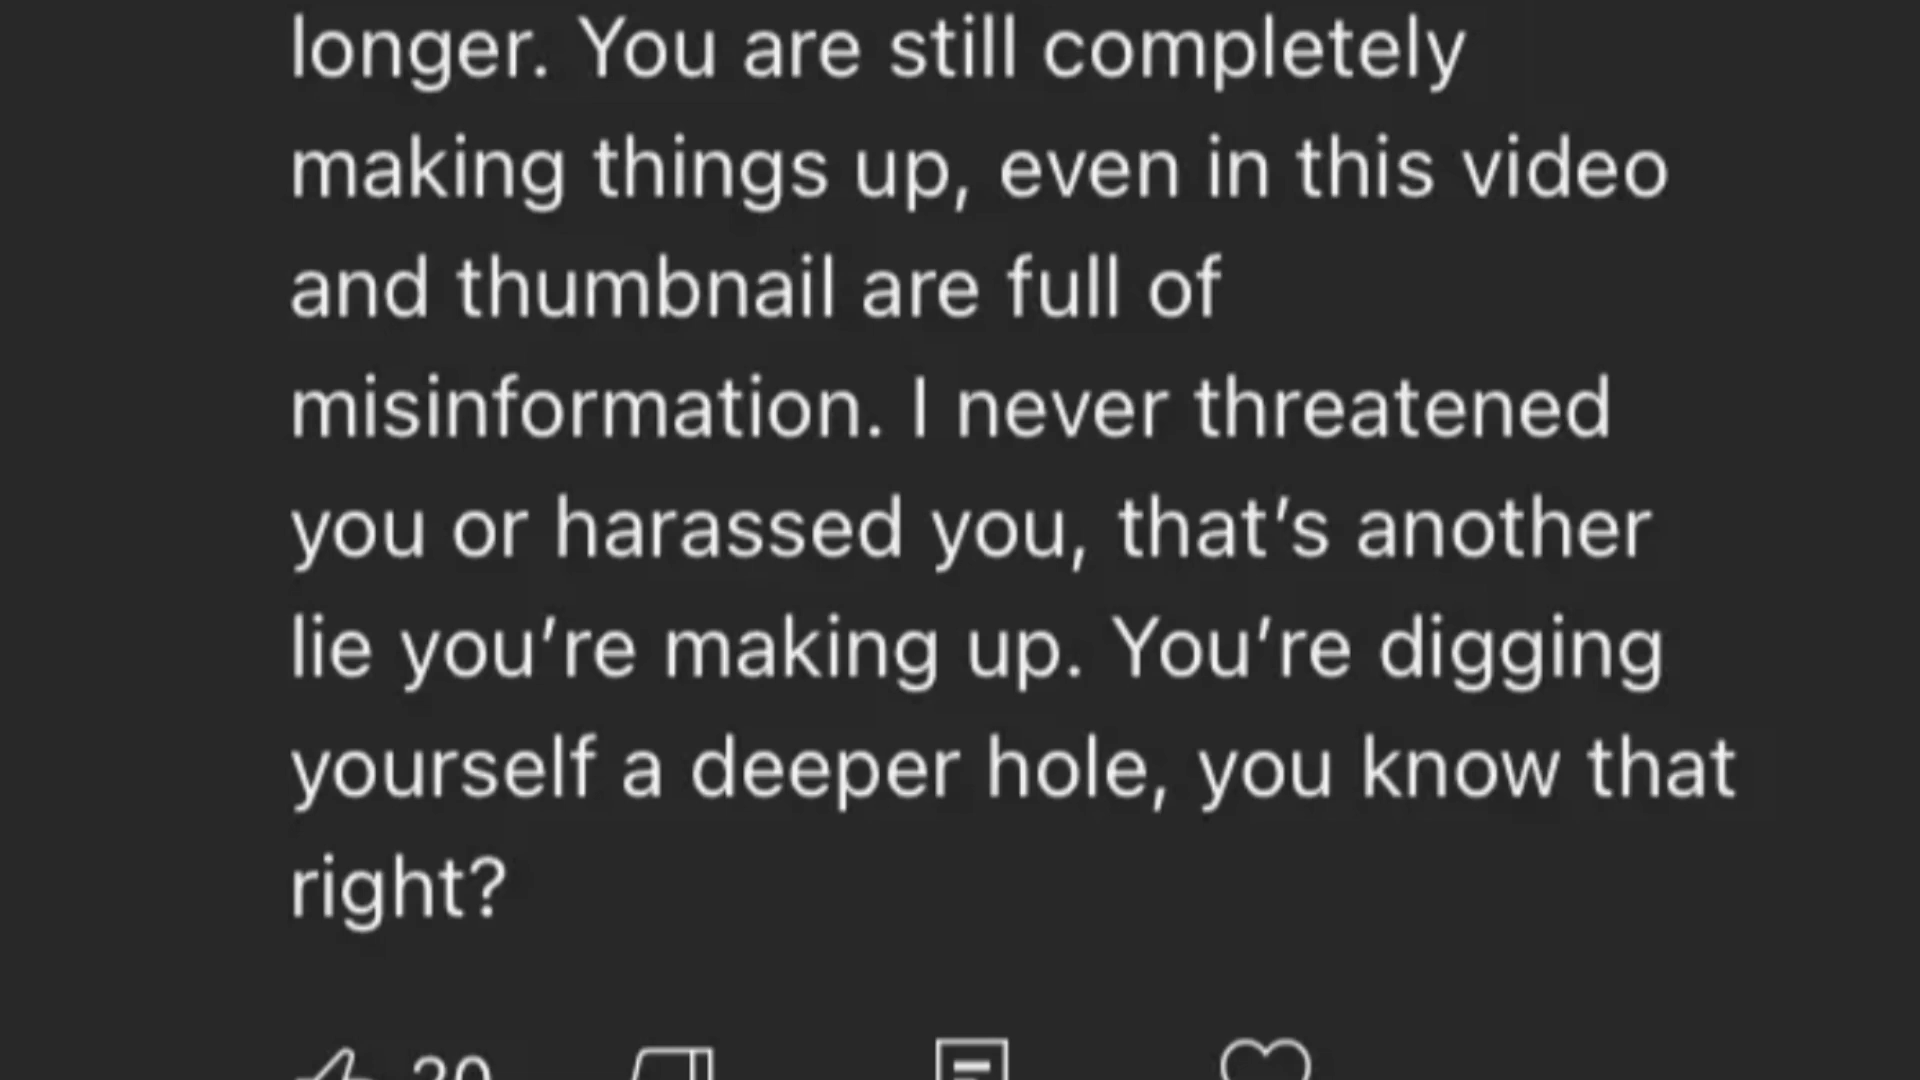 longer. You are still completely
making things up, even in this video
and thumbnail are full of
misinformation. I never threatened
you or harassed you, that’s another
lie you’re making up. You’re digging
yourself a deeper hole, you know that
right?
20